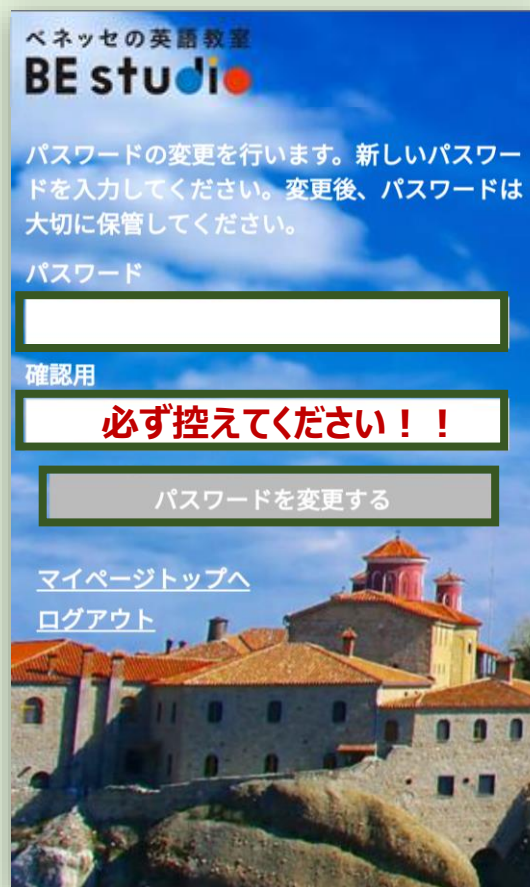 ベネッセの英語教室
BE studio
パスワードの変更を行います。新しいパスワー
ドを入力してください。変更後、パスワードは
大切に保管してください。
パスワード
確認用
必ず控えてください！！
パスワードを変更する
マイページトップへ
ログアウト